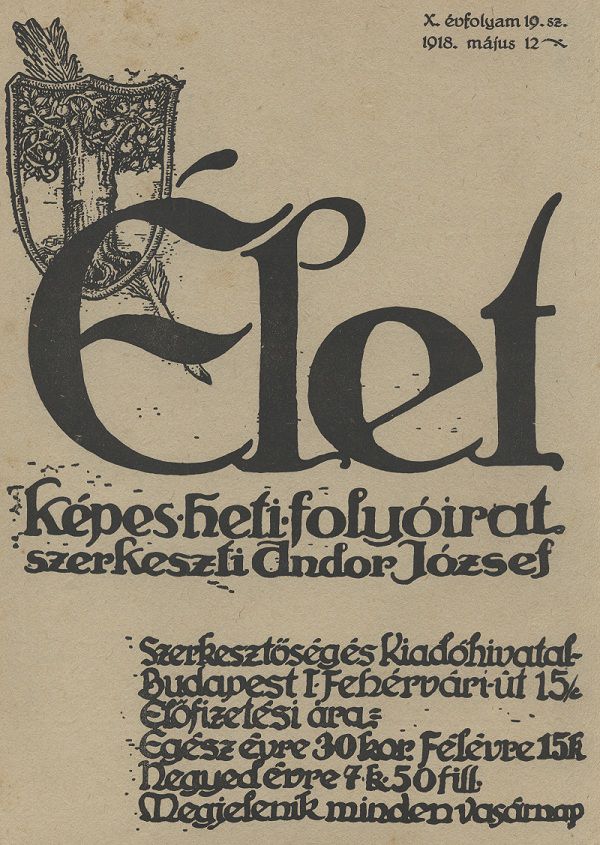 X. évfolyam 19. sz.
1918. május 12
Élet
képes·heti·folyóirat
szerkeszti Andor József
Szerkesztőség és Kiadóhivatal-
Budapest I. Fehérvári-út 15/c
Előfizetési ára=
Egész évre 30 kor. Félévre 15 k
Negyed évre 7 k 50 fill.
Megjelenik minden vasárnap